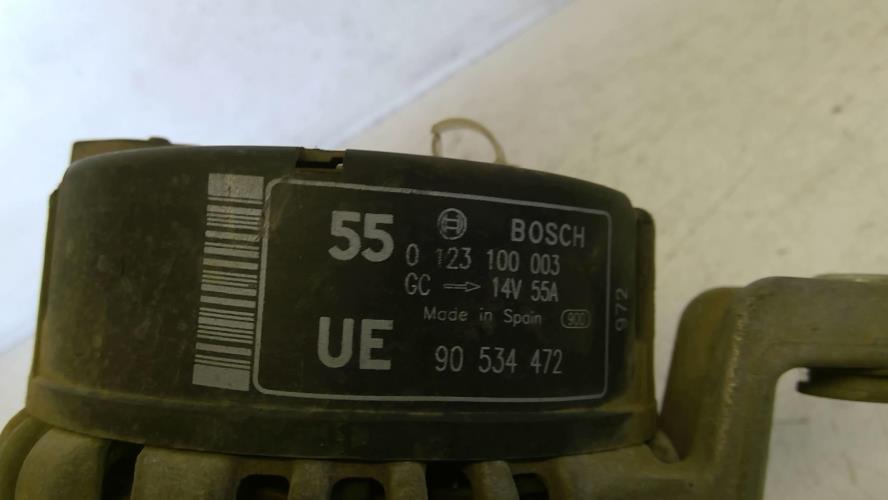 55 BOSCH
0 123 100 003
GC → 14V 55A
Made in Spain 900
UE 90 534 472
972